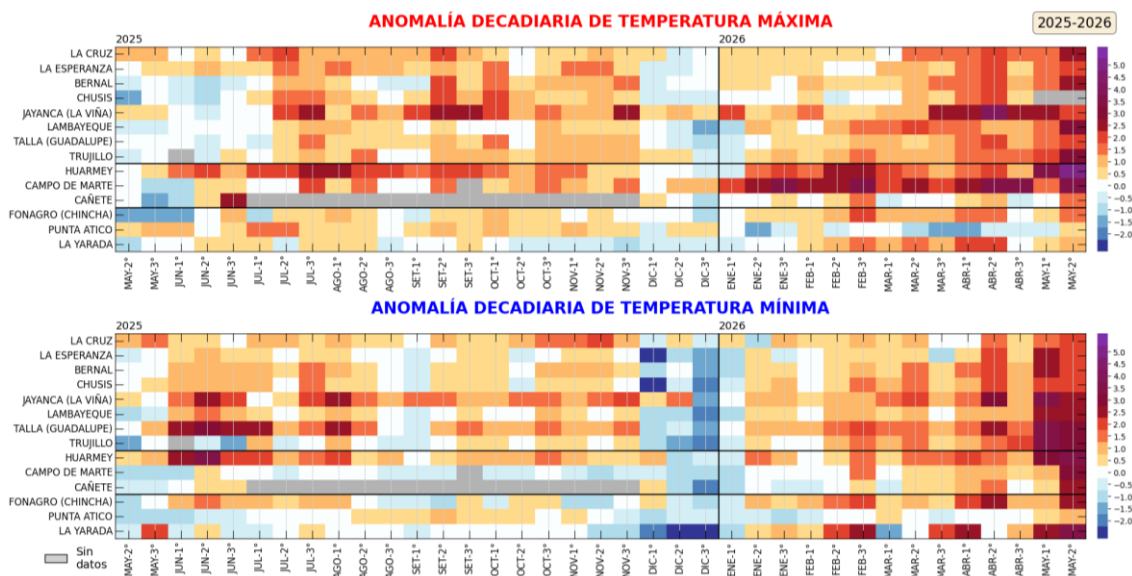 ANOMALÍA DECADIARIA DE TEMPERATURA MÁXIMA
2025-2026
2025
2026
LA CRUZ
LA ESPERANZA
BERNAL
CHUSIS
JAYANCA (LA VIÑA)
LAMBAYEQUE
TALLA (GUADALUPE)
TRUJILLO
HUARMEY
CAMPO DE MARTE
CAÑETE
FONAGRO (CHINCHA)
PUNTA ATICO
LA YARADA
5.0
4.5
4.0
3.5
3.0
2.5
2.0
1.5
1.0
0.5
0.0
−0.5
−1.0
−1.5
−2.0
MAY-2° MAY-3° JUN-1° JUN-2° JUN-3° JUL-1° JUL-2° JUL-3° AGO-1° AGO-2° AGO-3° SET-1° SET-2° SET-3° OCT-1° OCT-2° OCT-3° NOV-1° NOV-2° NOV-3° DIC-1° DIC-2° DIC-3° ENE-1° ENE-2° ENE-3° FEB-1° FEB-2° FEB-3° MAR-1° MAR-2° MAR-3° ABR-1° ABR-2° ABR-3° MAY-1° MAY-2°
ANOMALÍA DECADIARIA DE TEMPERATURA MÍNIMA
2025
2026
LA CRUZ
LA ESPERANZA
BERNAL
CHUSIS
JAYANCA (LA VIÑA)
LAMBAYEQUE
TALLA (GUADALUPE)
TRUJILLO
HUARMEY
CAMPO DE MARTE
CAÑETE
FONAGRO (CHINCHA)
PUNTA ATICO
LA YARADA
5.0
4.5
4.0
3.5
3.0
2.5
2.0
1.5
1.0
0.5
0.0
−0.5
−1.0
−1.5
−2.0
Sin
datos
MAY-2° MAY-3° JUN-1° JUN-2° JUN-3° JUL-1° JUL-2° JUL-3° AGO-1° AGO-2° AGO-3° SET-1° SET-2° SET-3° OCT-1° OCT-2° OCT-3° NOV-1° NOV-2° NOV-3° DIC-1° DIC-2° DIC-3° ENE-1° ENE-2° ENE-3° FEB-1° FEB-2° FEB-3° MAR-1° MAR-2° MAR-3° ABR-1° ABR-2° ABR-3° MAY-1° MAY-2°